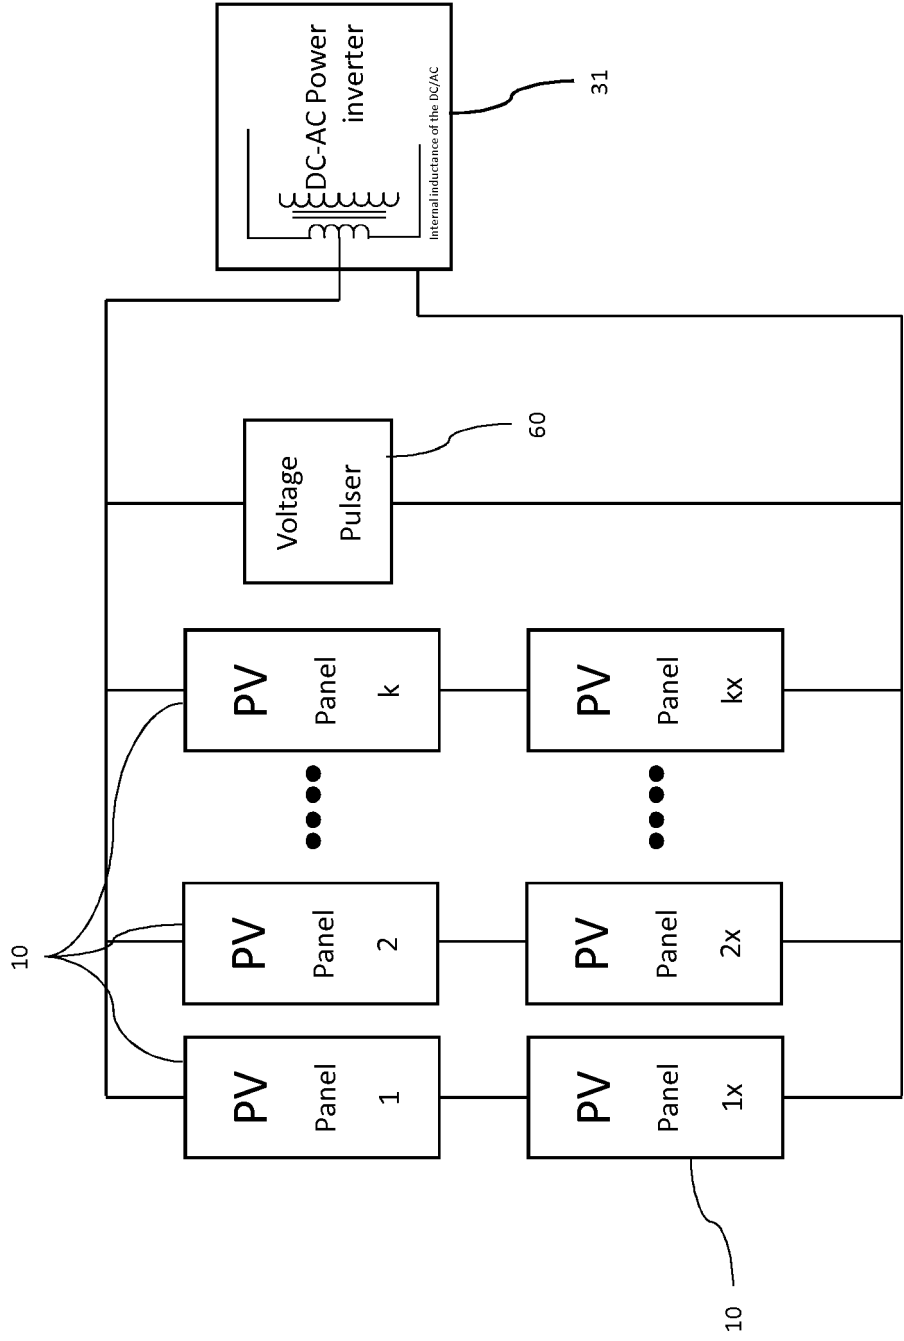 10
PV
Panel
1
PV
Panel
2
PV
Panel
k
Voltage
Pulser
60
DC-AC Power
inverter
Internal inductance of the DC/AC
31
PV
Panel
1x
PV
Panel
2x
PV
Panel
kx
10